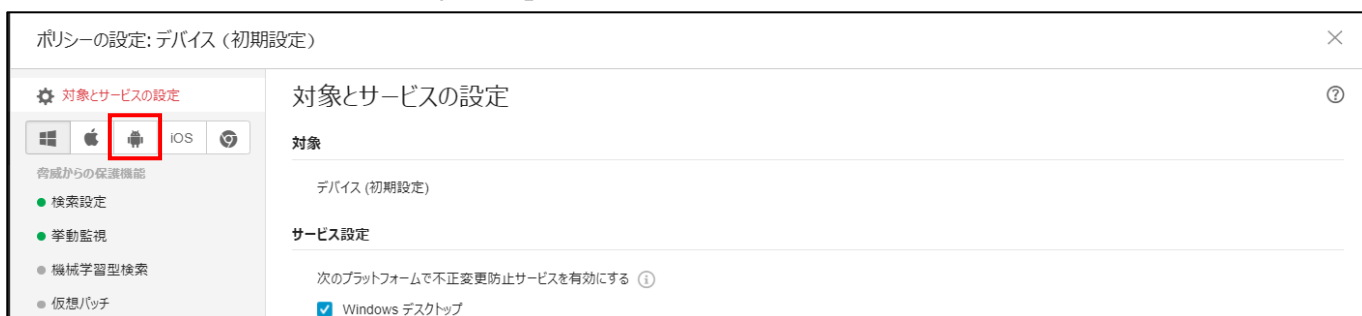 ポリシーの設定: デバイス (初期設定)
対象とサービスの設定
iOS
脅威からの保護機能
検索設定
挙動監視
機械学習型検索
仮想パッチ
対象とサービスの設定
対象
デバイス (初期設定)
サービス設定
次のプラットフォームで不正変更防止サービスを有効にする
Windows デスクトップ